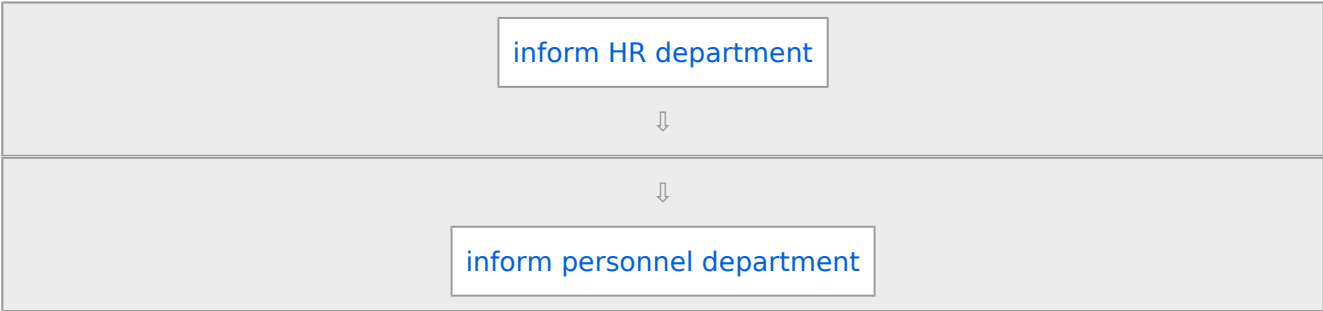 inform HR department
⇩
⇩
inform personnel department